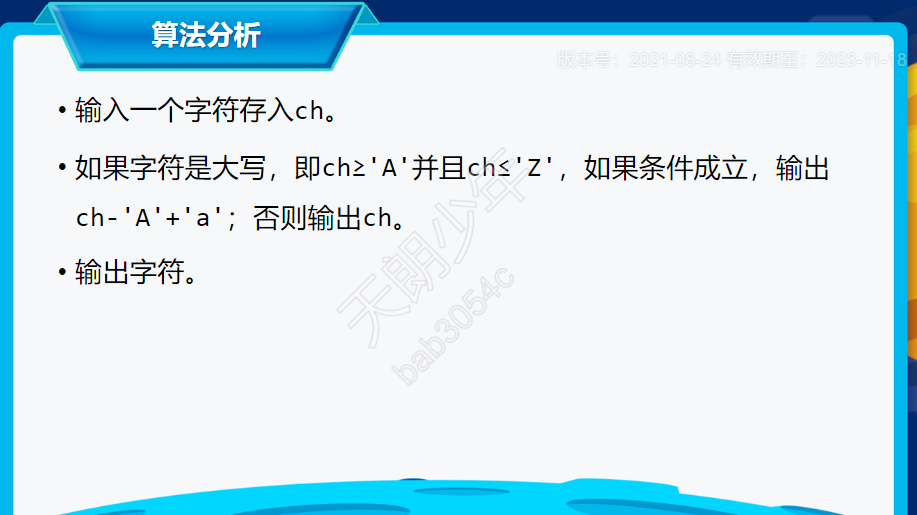 算法分析
版本号：2021-08-24 有效期至：2023-11-18
• 输入一个字符存入ch。
• 如果字符是大写，即ch≥'A'并且ch≤'Z'，如果条件成立，输出
ch-'A'+'a'；否则输出ch。
• 输出字符。
天朗少年
bab3054c